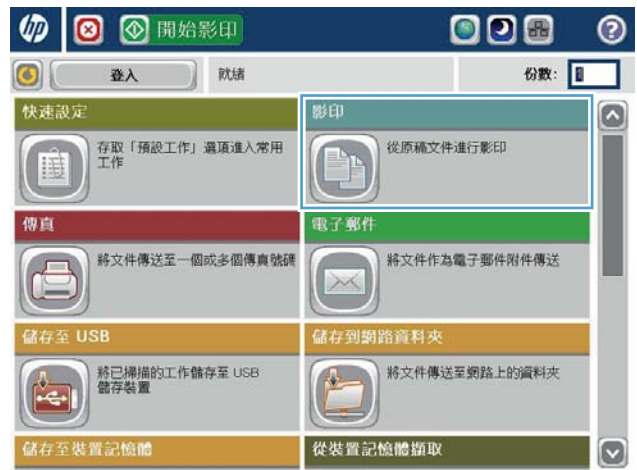 hp
開始影印
?
登入
就緒
份數: 1
快速設定
存取「預設工作」選項進入常用
工作
影印
從原稿文件進行影印
傳真
將文件傳送至一個或多個傳真號碼
電子郵件
將文件作為電子郵件附件傳送
儲存至 USB
將已掃描的工作儲存至 USB
儲存裝置
儲存到網路資料夾
將文件傳送至網路上的資料夾
儲存至裝置記憶體
從裝置記憶體擷取